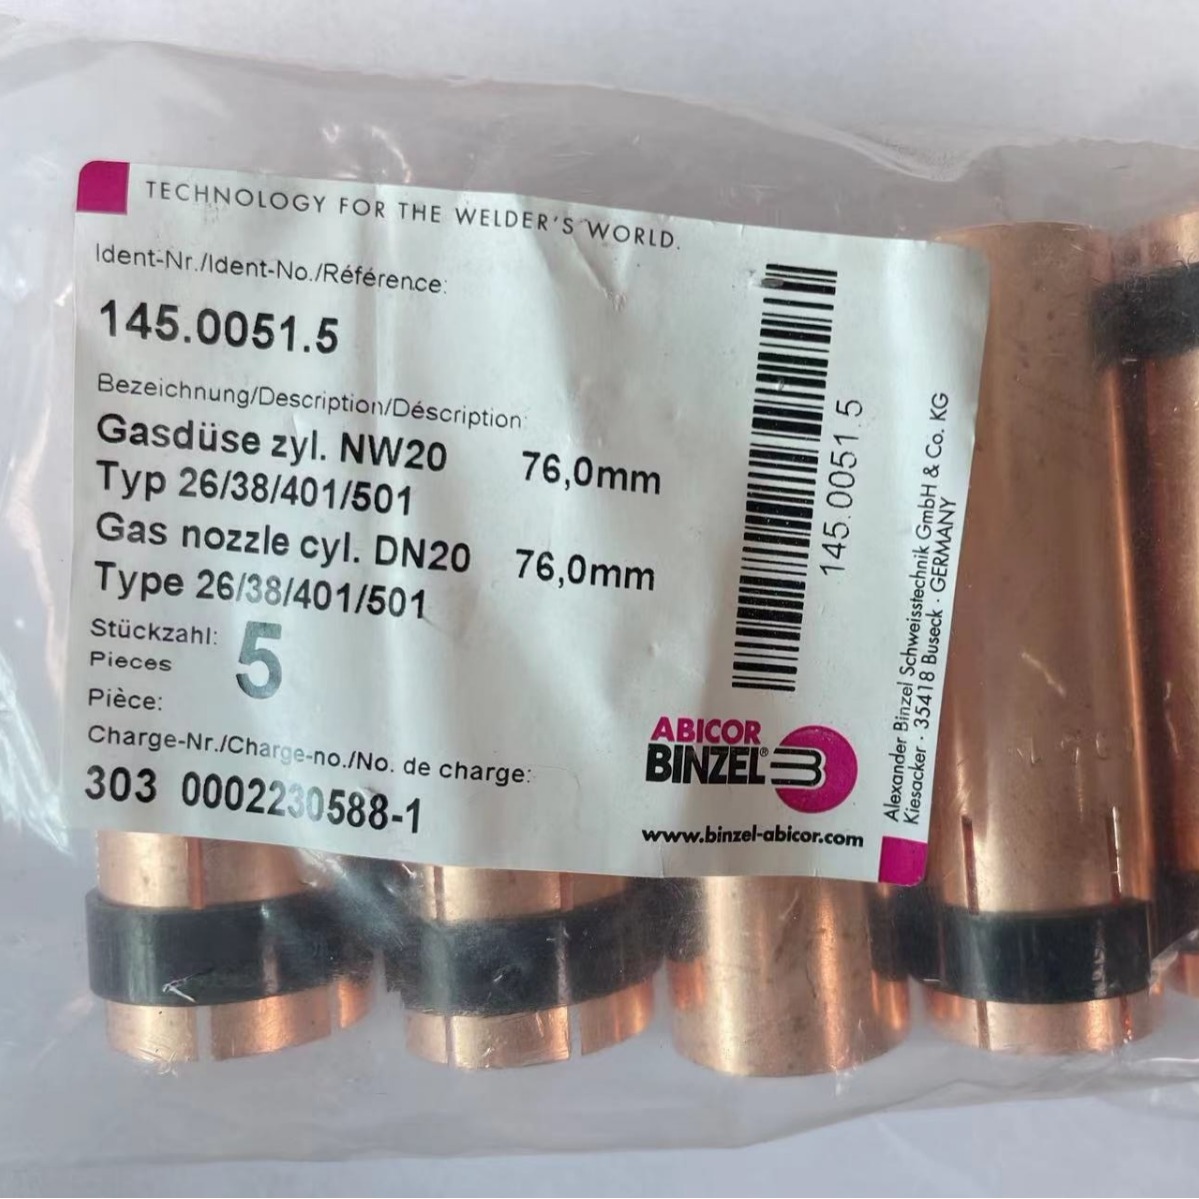 TECHNOLOGY FOR THE WELDER'S WORLD.
Ident-Nr./Ident-No./Référence:
145.0051.5
Bezeichnung/Description/Déscription:
Gasdüse zyl. NW20 76,0mm
Typ 26/38/401/501
Gas nozzle cyl. DN20 76,0mm
Type 26/38/401/501
Stückzahl: 5
Pieces
Pièce:
Charge-Nr./Charge-no./No. de charge:
303 0002230588-1
145.0051.5
ABICOR
BINZEL®
www.binzel-abicor.com
Alexander Binzel Schweisstechnik GmbH & Co. KG
Kiesacker · 35418 Buseck · GERMANY